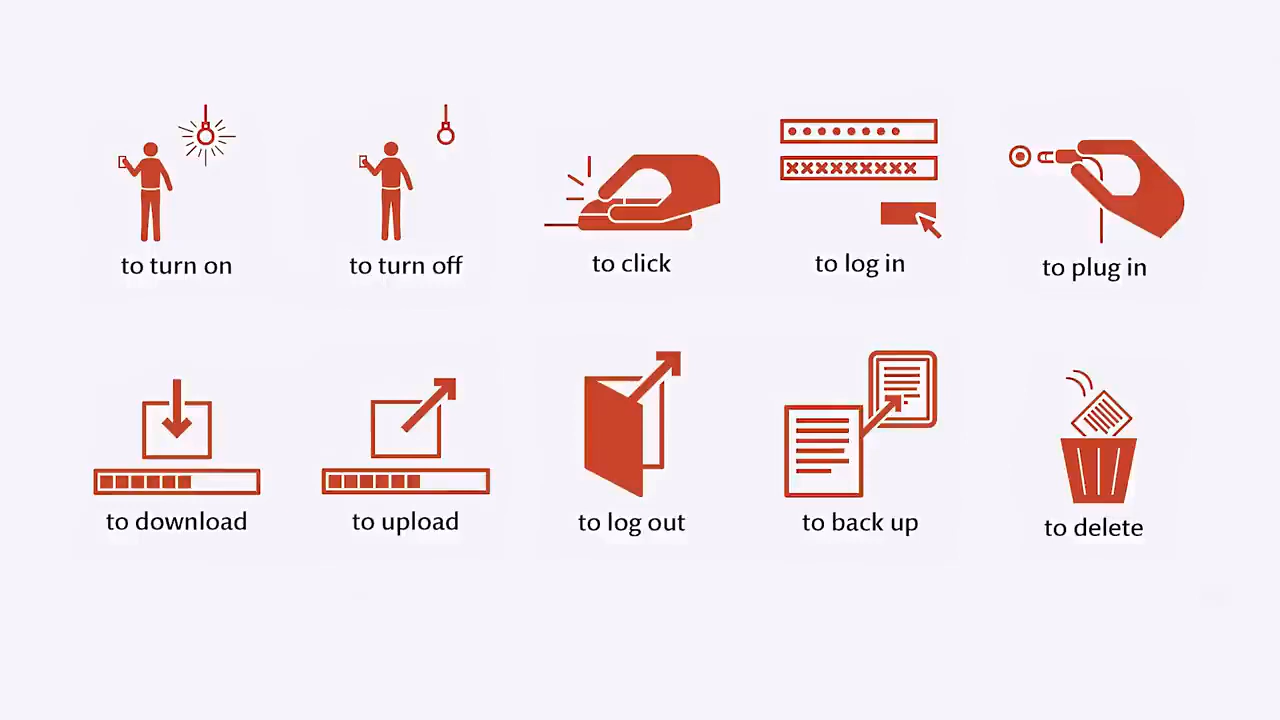 to turn on
to turn off
to click
to log in
to plug in
to download
to upload
to log out
to back up
to delete